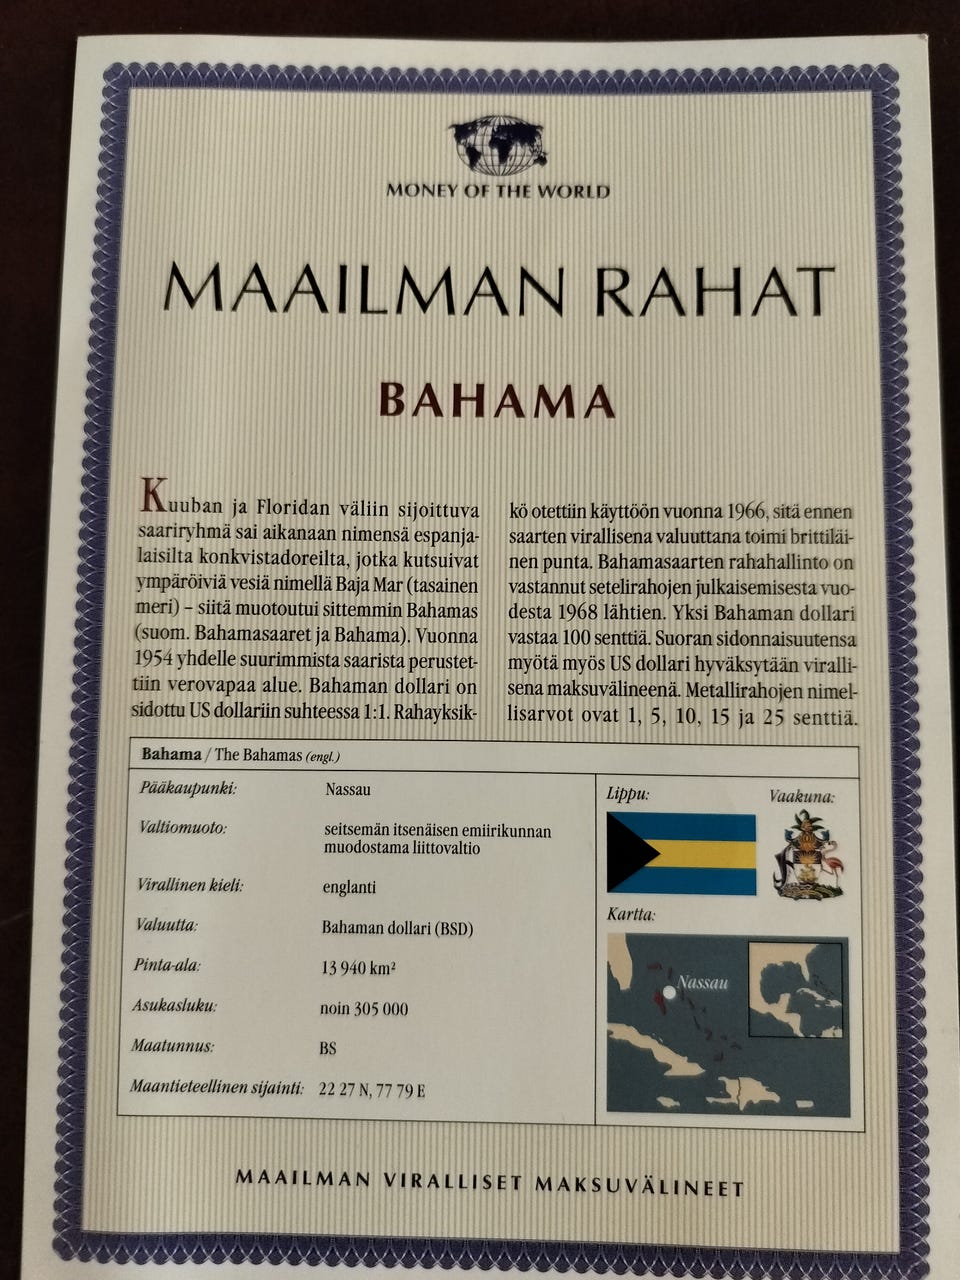 MONEY OF THE WORLD
MAAILMAN RAHAT
BAHAMA
Kuuban ja Floridan väliin sijoittuva
saariryhmä sai aikanaan nimensä espanja-
laisilta konkvistadoreilta, jotka kutsuivat
ympäröiviä vesiä nimellä Baja Mar (tasainen
meri) – siitä muotoutui sittemmin Bahamas
(suom. Bahamasaaret ja Bahama). Vuonna
1954 yhdelle suurimmista saarista perustet-
tiin verovapaa alue. Bahaman dollari on
sidottu US dollariin suhteessa 1:1. Rahayksik-
kö otettiin käyttöön vuonna 1966, sitä ennen
saarten virallisena valuuttana toimi brittiläi-
nen punta. Bahamasaarten rahahallinto on
vastannut setelirahojen julkaisemisesta vuo-
desta 1968 lähtien. Yksi Bahaman dollari
vastaa 100 senttiä. Suoran sidonnaisuutensa
myötä myös US dollari hyväksytään viralli-
sena maksuvälineenä. Metallirahojen nimel-
lisarvot ovat 1, 5, 10, 15 ja 25 senttiä.
Bahama / The Bahamas (engl.)
Pääkaupunki: Nassau
Valtiomuoto: seitsemän itsenäisen emiirikunnan
muodostama liittovaltio
Virallinen kieli: englanti
Valuutta: Bahaman dollari (BSD)
Pinta-ala: 13 940 km²
Asukasluku: noin 305 000
Maatunnus: BS
Maantieteellinen sijainti: 22 27 N, 77 79 E
Lippu: Vaakuna:
Kartta:
Nassau
MAAILMAN VIRALLISET MAKSUVÄLINEET